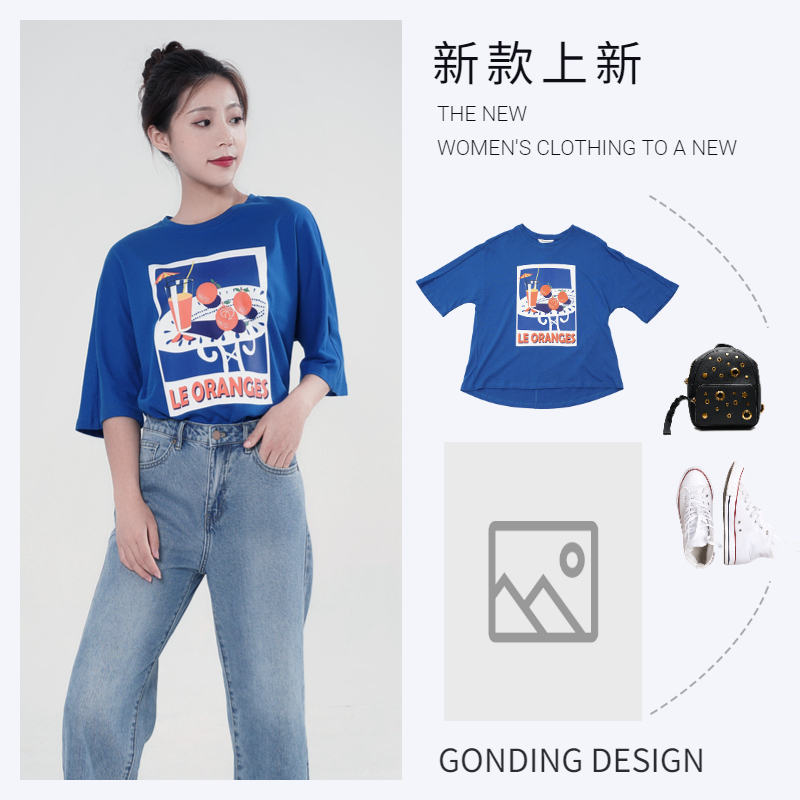 新款上新
THE NEW
WOMEN'S CLOTHING TO A NEW
LE ORANGES
LE ORANGES
GONDING DESIGN